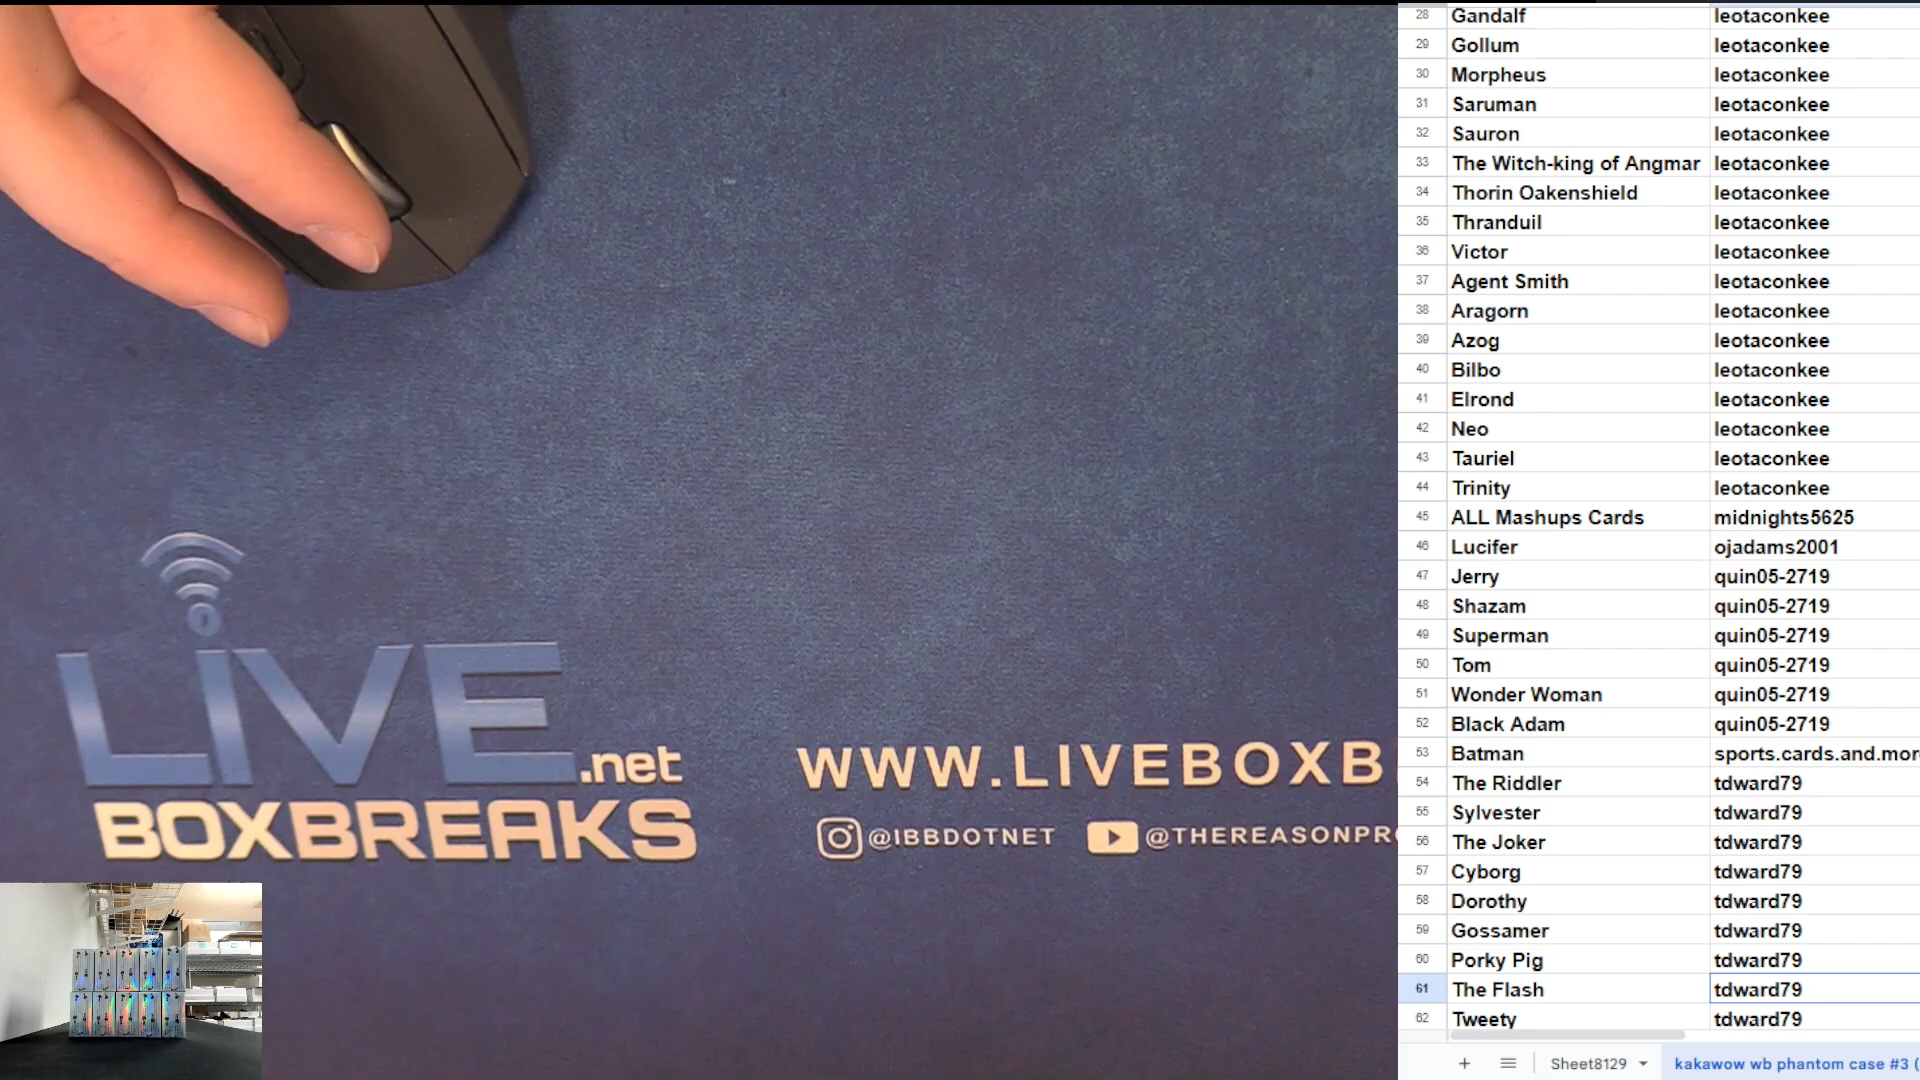 28 Gandalf leotaconkee
29 Gollum leotaconkee
30 Morpheus leotaconkee
31 Saruman leotaconkee
32 Sauron leotaconkee
33 The Witch-king of Angmar leotaconkee
34 Thorin Oakenshield leotaconkee
35 Thranduil leotaconkee
36 Victor leotaconkee
37 Agent Smith leotaconkee
38 Aragorn leotaconkee
39 Azog leotaconkee
40 Bilbo leotaconkee
41 Elrond leotaconkee
42 Neo leotaconkee
43 Tauriel leotaconkee
44 Trinity leotaconkee
45 ALL Mashups Cards midnights5625
46 Lucifer ojadams2001
47 Jerry quin05-2719
48 Shazam quin05-2719
49 Superman quin05-2719
50 Tom quin05-2719
51 Wonder Woman quin05-2719
52 Black Adam quin05-2719
53 Batman sports.cards.and.mor
54 The Riddler tdward79
55 Sylvester tdward79
56 The Joker tdward79
57 Cyborg tdward79
58 Dorothy tdward79
59 Gossamer tdward79
60 Porky Pig tdward79
61 The Flash tdward79
62 Tweety tdward79
+ Sheet8129 kakawow wb phantom case #3 (
LIVE.net
BOXBREAKS
WWW.LIVEBOXB
@IBBDOTNET @THEREASONPR